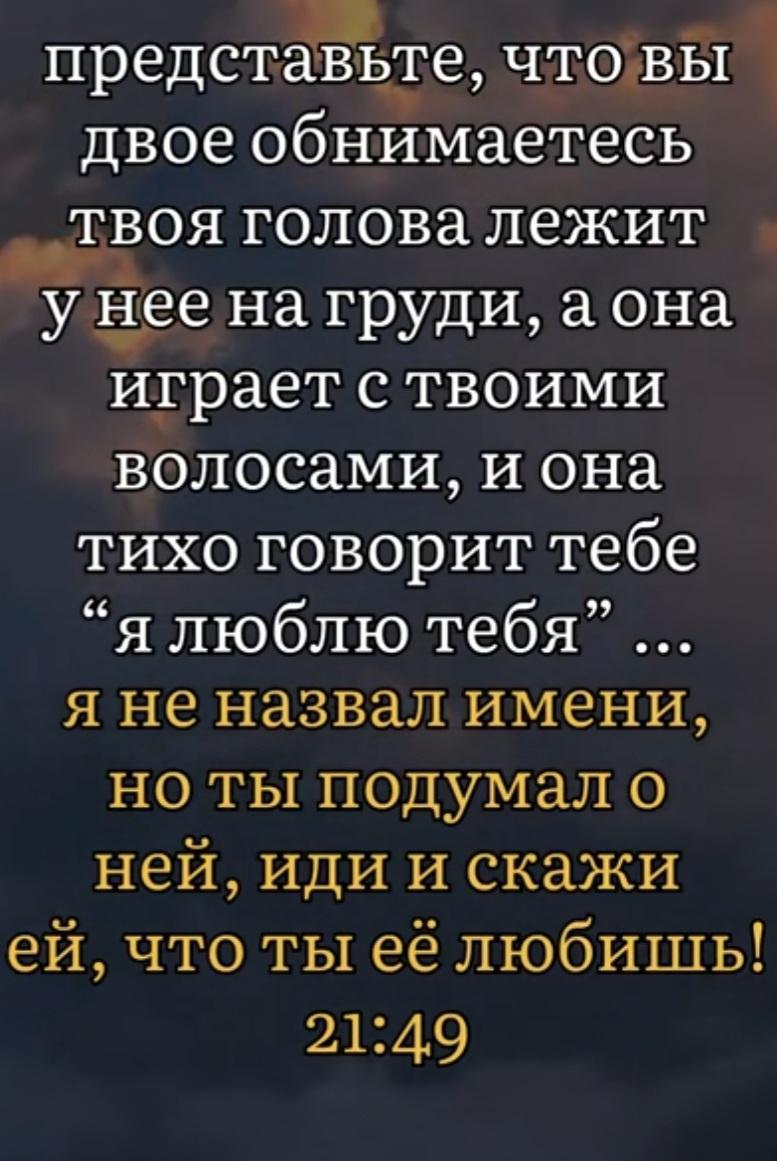 представьте, что вы
двое обнимаетесь
твоя голова лежит
у нее на груди, а она
играет с твоими
волосами, и она
тихо говорит тебе
“я люблю тебя” ...
я не назвал имени,
но ты подумал о
ней, иди и скажи
ей, что ты её любишь!
21:49